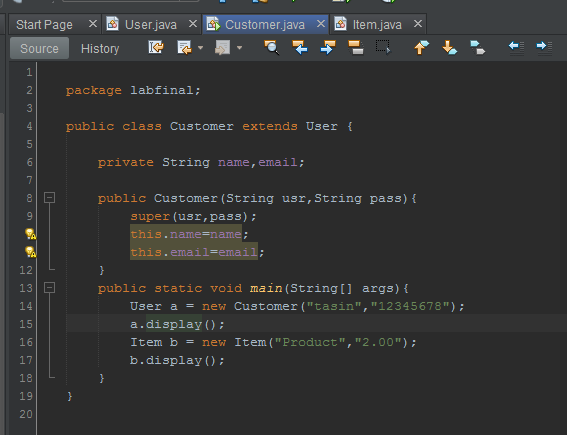 Start Page User.java Customer.java Item.java
Source History
1
2 package labfinal;
3
4 public class Customer extends User {
5
6 private String name,email;
7
8 public Customer(String usr,String pass){
9 super(usr,pass);
this.name=name;
this.email=email;
12 }
13 public static void main(String[] args){
14 User a = new Customer("tasin","12345678");
15 a.display();
16 Item b = new Item("Product","2.00");
17 b.display();
18 }
19 }
20